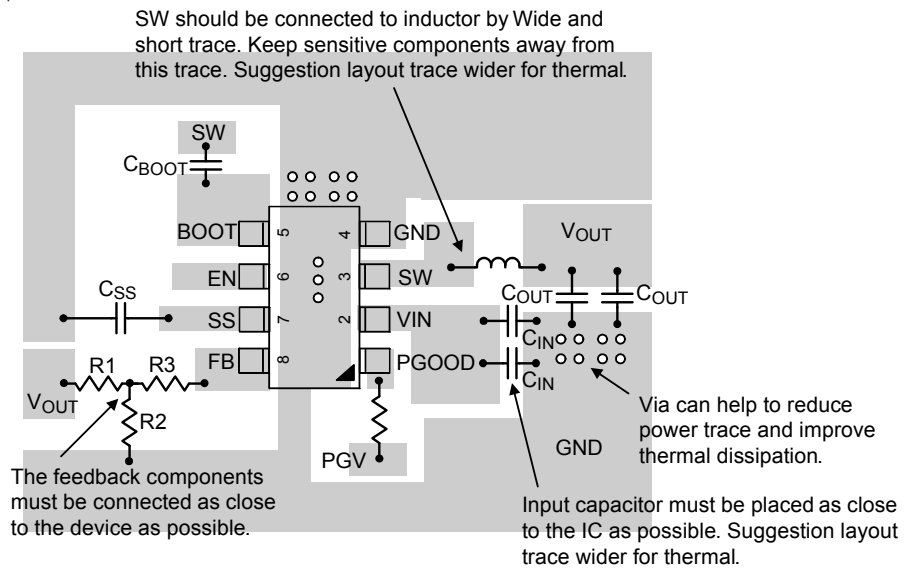 SW should be connected to inductor by Wide and
short trace. Keep sensitive components away from
this trace. Suggestion layout trace wider for thermal.
SW
CBOOT
BOOT
5
4
GND
VOUT
EN
6
3
SW
CSS
COUT
COUT
SS
7
2
VIN
CIN
FB
8
PGOOD
CIN
R1
R3
VOUT
R2
PGV
GND
Via can help to reduce
power trace and improve
thermal dissipation.
The feedback components
must be connected as close
to the device as possible.
Input capacitor must be placed as close
to the IC as possible. Suggestion layout
trace wider for thermal.